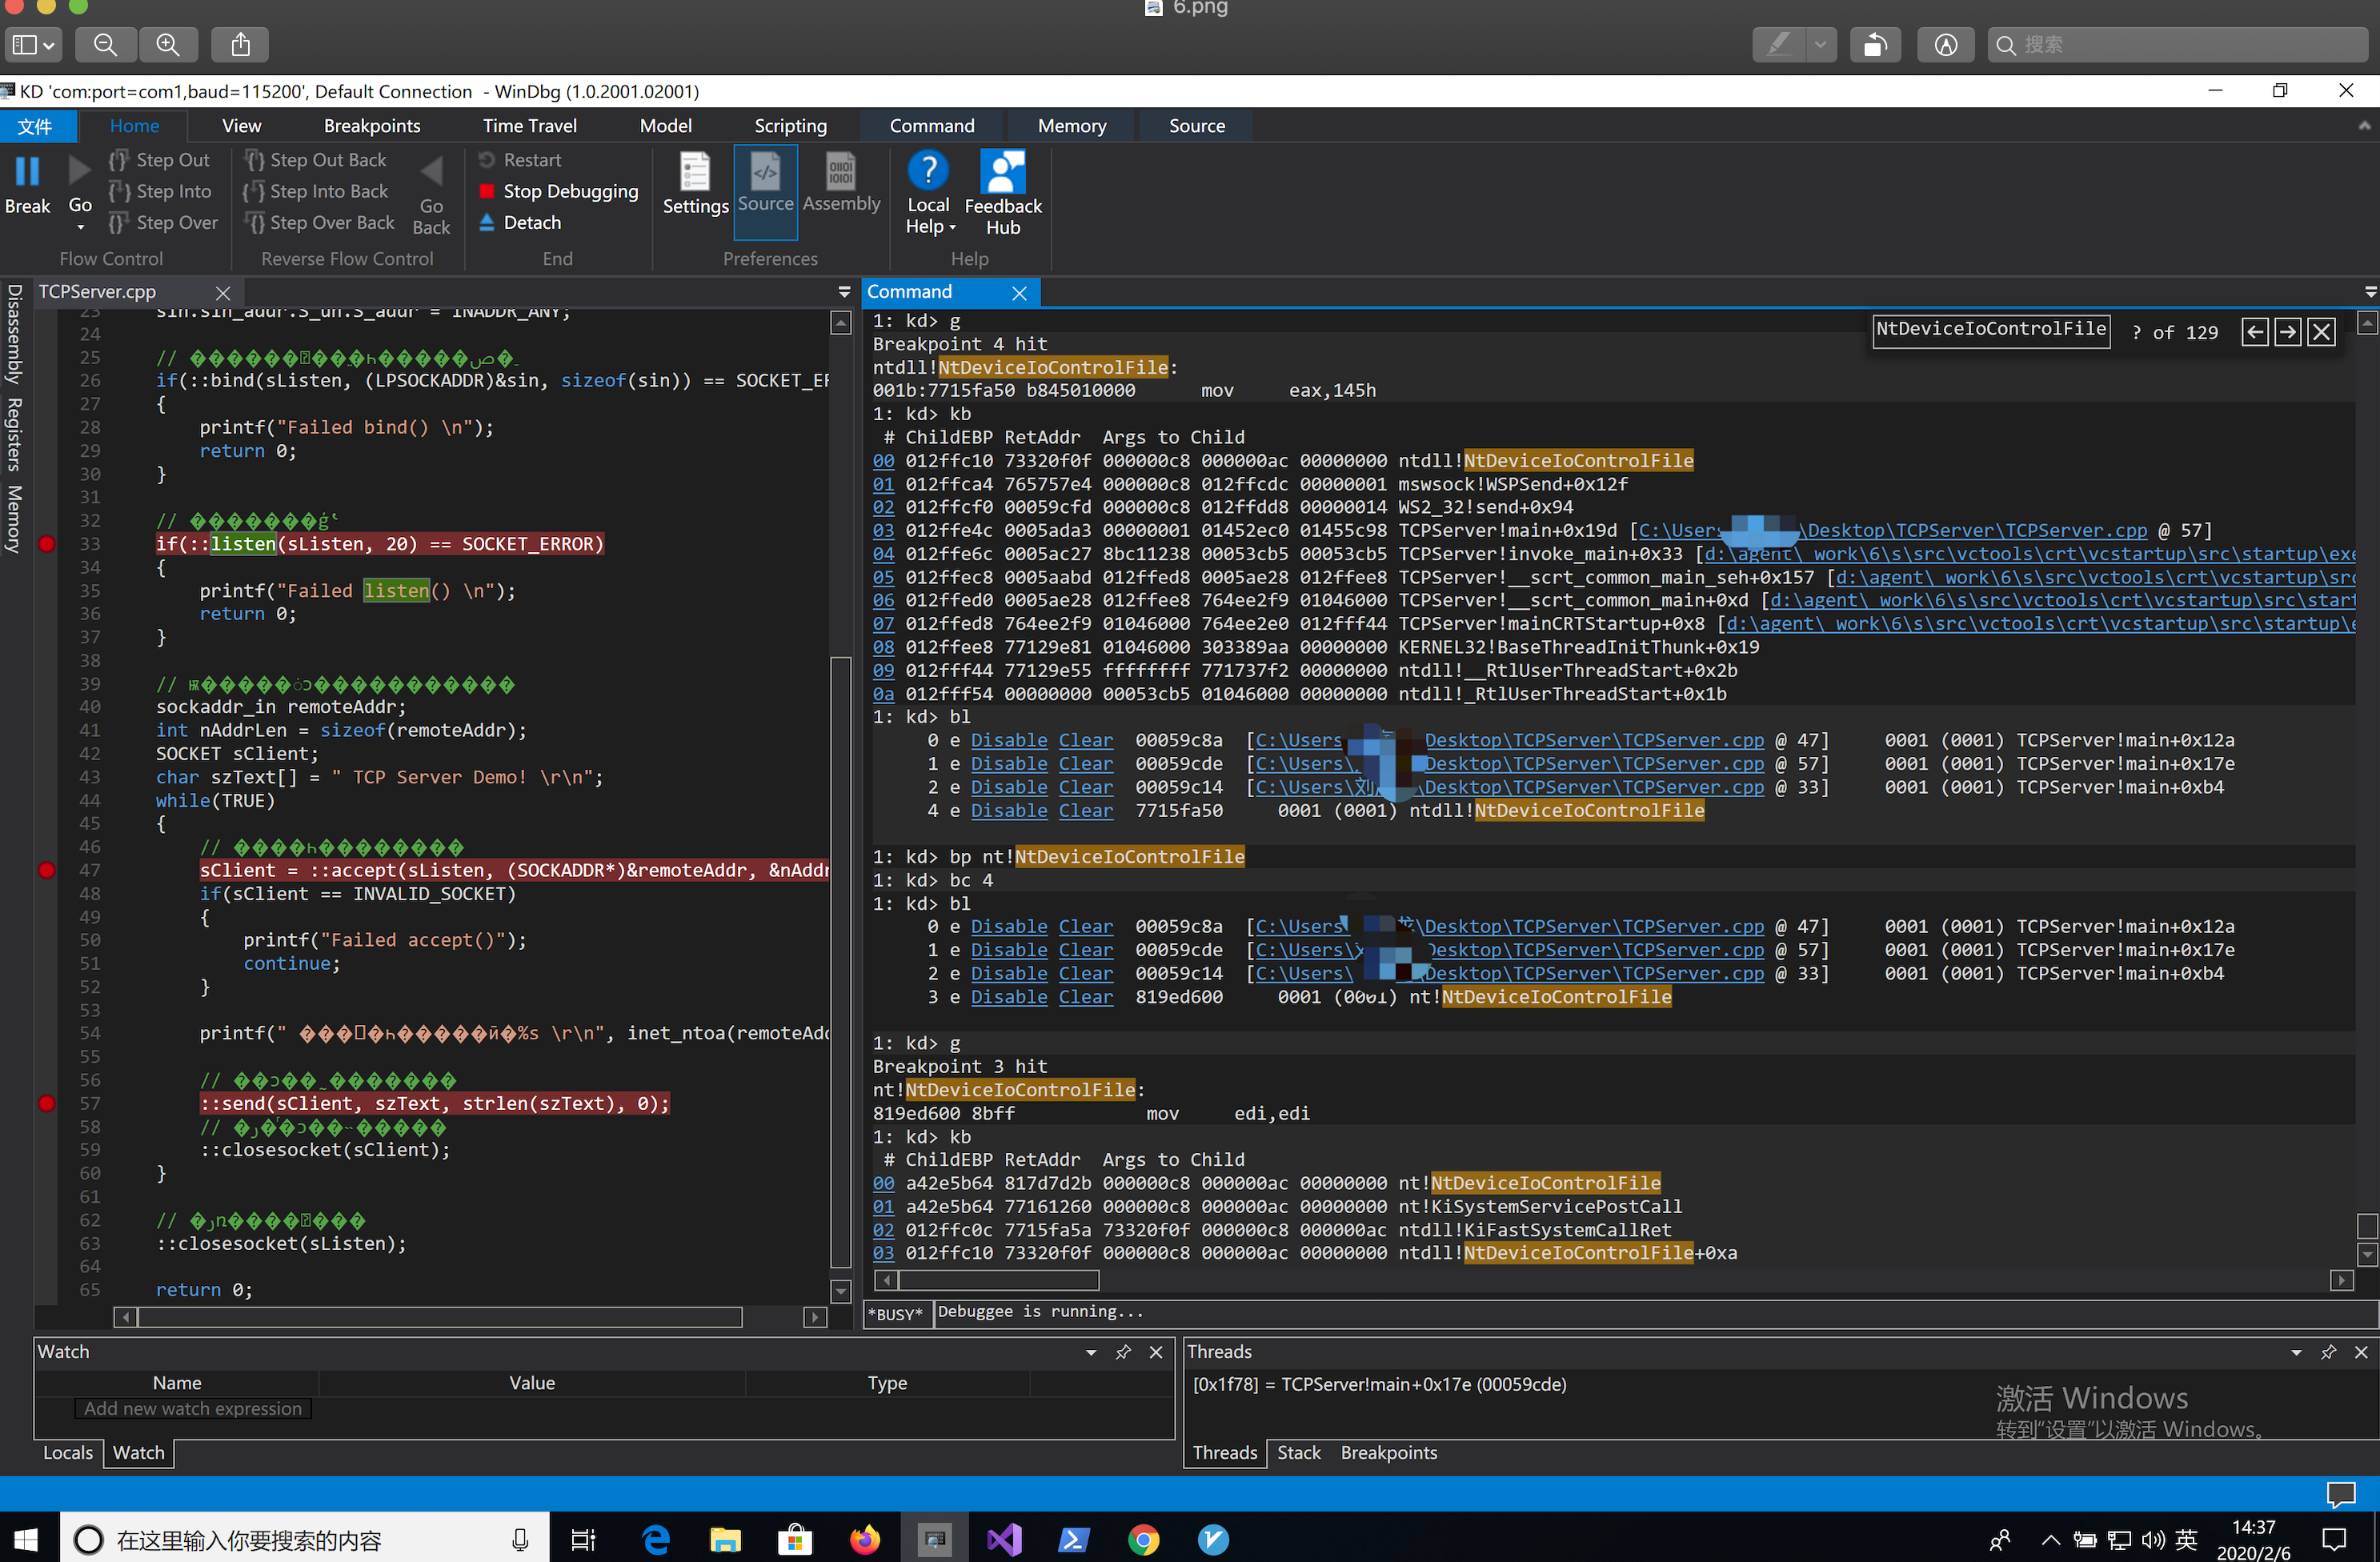 6.png
搜索
KD 'com:port=com1,baud=115200', Default Connection - WinDbg (1.0.2001.02001)
文件 Home View Breakpoints Time Travel Model Scripting Command Memory Source
Break Go Step Out Step Into Step Over
Step Out Back Step Into Back Step Over Back Go Back
Restart Stop Debugging Detach
Settings Source Assembly Local Help Feedback Hub
Flow Control Reverse Flow Control End Preferences Help
Disassembly Registers Memory
TCPServer.cpp
23 sin.sin_addr.S_un.S_addr = INADDR_ANY;
24
25 //
26 if(::bind(sListen, (LPSOCKADDR)&sin, sizeof(sin)) == SOCKET_ER
27 {
28 printf("Failed bind() \n");
29 return 0;
30 }
31
32 //
33 if(::listen(sListen, 20) == SOCKET_ERROR)
34 {
35 printf("Failed listen() \n");
36 return 0;
37 }
38
39 //
40 sockaddr_in remoteAddr;
41 int nAddrLen = sizeof(remoteAddr);
42 SOCKET sClient;
43 char szText[] = " TCP Server Demo! \r\n";
44 while(TRUE)
45 {
46 //
47 sClient = ::accept(sListen, (SOCKADDR*)&remoteAddr, &nAddr
48 if(sClient == INVALID_SOCKET)
49 {
50 printf("Failed accept()");
51 continue;
52 }
53
54 printf(" %s \r\n", inet_ntoa(remoteAdd
55
56 //
57 ::send(sClient, szText, strlen(szText), 0);
58 //
59 ::closesocket(sClient);
60 }
61
62 //
63 ::closesocket(sListen);
64
65 return 0;
Command
NtDeviceIoControlFile ? of 129
1: kd> g
Breakpoint 4 hit
ntdll!NtDeviceIoControlFile:
001b:7715fa50 b845010000 mov eax,145h
1: kd> kb
# ChildEBP RetAddr Args to Child
00 012ffc10 73320f0f 000000c8 000000ac 00000000 ntdll!NtDeviceIoControlFile
01 012ffca4 765757e4 000000c8 012ffcdc 00000001 mswsock!WSPSend+0x12f
02 012ffcf0 00059cfd 000000c8 012ffdd8 00000014 WS2_32!send+0x94
03 012ffe4c 0005ada3 00000001 01452ec0 01455c98 TCPServer!main+0x19d [C:\Users \Desktop\TCPServer\TCPServer.cpp @ 57]
04 012ffe6c 0005ac27 8bc11238 00053cb5 00053cb5 TCPServer!invoke_main+0x33 [d:\agent\_work\6\s\src\vctools\crt\vcstartup\src\startup\exe
05 012ffec8 0005aabd 012ffed8 0005ae28 012ffee8 TCPServer!__scrt_common_main_seh+0x157 [d:\agent\_work\6\s\src\vctools\crt\vcstartup\src
06 012ffed0 0005ae28 012ffee8 764ee2f9 01046000 TCPServer!__scrt_common_main+0xd [d:\agent\_work\6\s\src\vctools\crt\vcstartup\src\start
07 012ffed8 764ee2f9 01046000 764ee2e0 012fff44 TCPServer!mainCRTStartup+0x8 [d:\agent\_work\6\s\src\vctools\crt\vcstartup\src\startup\e
08 012ffee8 77129e81 01046000 303389aa 00000000 KERNEL32!BaseThreadInitThunk+0x19
09 012fff44 77129e55 ffffffff 771737f2 00000000 ntdll!__RtlUserThreadStart+0x2b
0a 012fff54 00000000 00053cb5 01046000 00000000 ntdll!_RtlUserThreadStart+0x1b
1: kd> bl
0 e Disable Clear 00059c8a [C:\Users Desktop\TCPServer\TCPServer.cpp @ 47] 0001 (0001) TCPServer!main+0x12a
1 e Disable Clear 00059cde [C:\Users\ Desktop\TCPServer\TCPServer.cpp @ 57] 0001 (0001) TCPServer!main+0x17e
2 e Disable Clear 00059c14 [C:\Users\刘 \Desktop\TCPServer\TCPServer.cpp @ 33] 0001 (0001) TCPServer!main+0xb4
4 e Disable Clear 7715fa50 0001 (0001) ntdll!NtDeviceIoControlFile
1: kd> bp nt!NtDeviceIoControlFile
1: kd> bc 4
1: kd> bl
0 e Disable Clear 00059c8a [C:\Users \Desktop\TCPServer\TCPServer.cpp @ 47] 0001 (0001) TCPServer!main+0x12a
1 e Disable Clear 00059cde [C:\Users\ Desktop\TCPServer\TCPServer.cpp @ 57] 0001 (0001) TCPServer!main+0x17e
2 e Disable Clear 00059c14 [C:\Users\ Desktop\TCPServer\TCPServer.cpp @ 33] 0001 (0001) TCPServer!main+0xb4
3 e Disable Clear 819ed600 0001 (0001) nt!NtDeviceIoControlFile
1: kd> g
Breakpoint 3 hit
nt!NtDeviceIoControlFile:
819ed600 8bff mov edi,edi
1: kd> kb
# ChildEBP RetAddr Args to Child
00 a42e5b64 817d7d2b 000000c8 000000ac 00000000 nt!NtDeviceIoControlFile
01 a42e5b64 77161260 000000c8 000000ac 00000000 nt!KiSystemServicePostCall
02 012ffc0c 7715fa5a 73320f0f 000000c8 000000ac ntdll!KiFastSystemCallRet
03 012ffc10 73320f0f 000000c8 000000ac 00000000 ntdll!NtDeviceIoControlFile+0xa
*BUSY* Debuggee is running...
Watch
Name Value Type
Add new watch expression
Locals Watch
Threads
[0x1f78] = TCPServer!main+0x17e (00059cde)
激活 Windows
转到“设置”以激活 Windows。
Threads Stack Breakpoints
在这里输入你要搜索的内容
英
14:37
2020/2/6